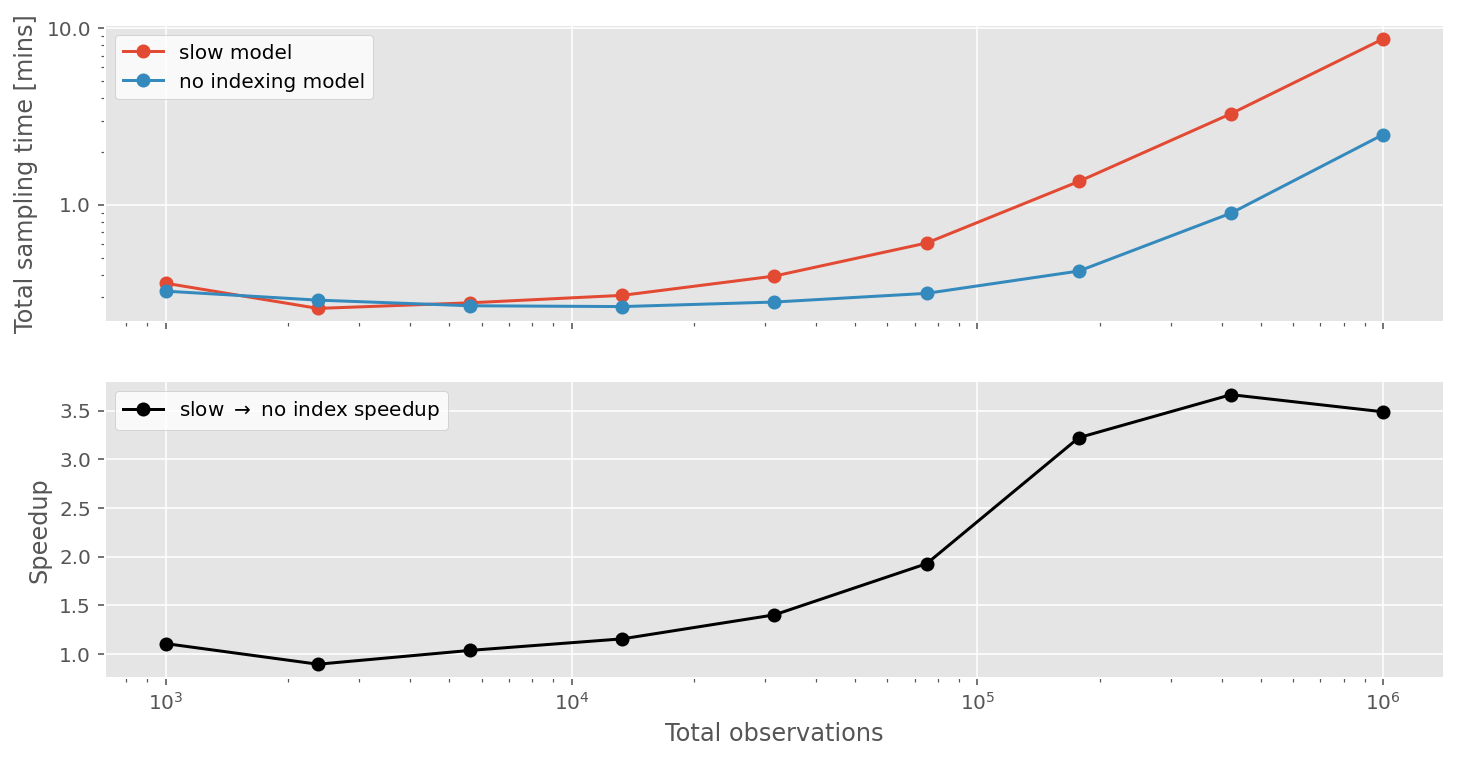 Total sampling time [mins]
10.0
1.0
slow model
no indexing model
Speedup
3.5
3.0
2.5
2.0
1.5
1.0
slow → no index speedup
10³
10⁴
10⁵
10⁶
Total observations